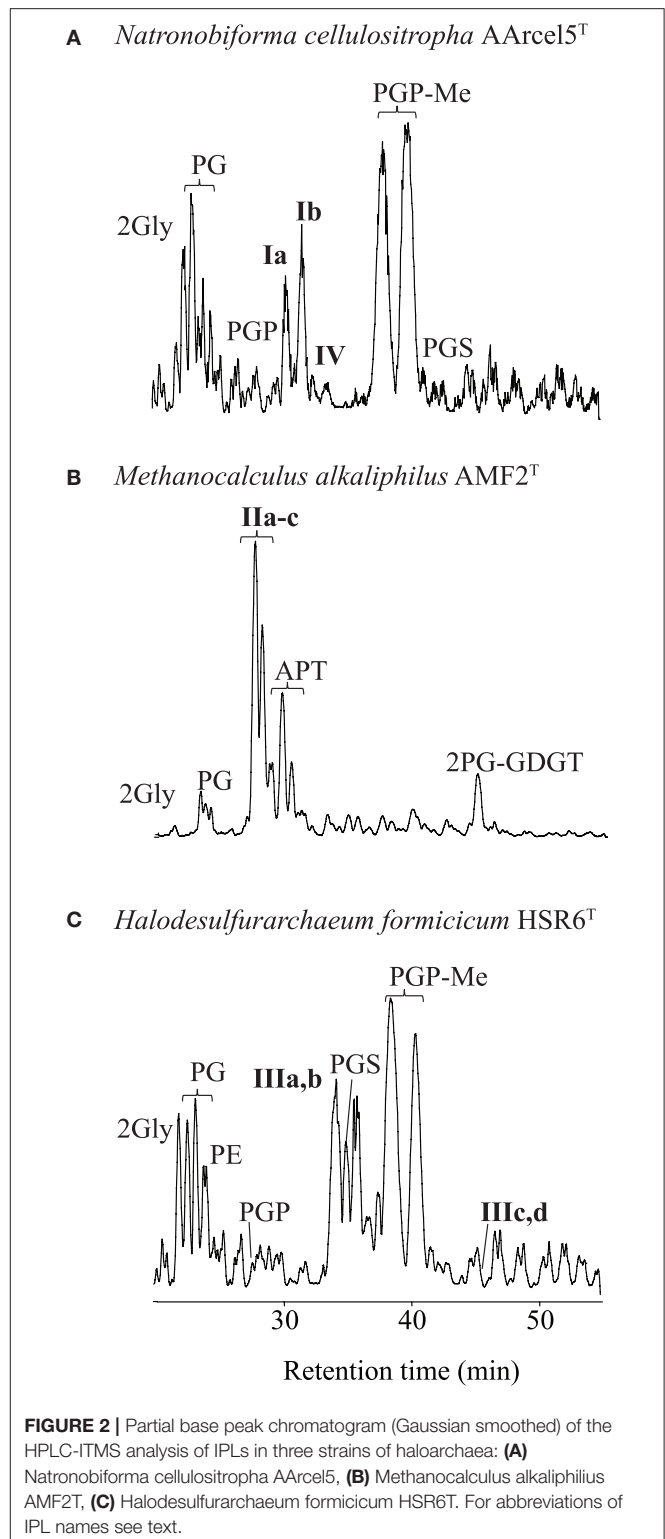 A Natronobiforma cellulositropha AArcel5ᵀ
PGP-Me
PG
2Gly
Ib
Ia
PGP
IV
PGS
B Methanocalculus alkaliphilus AMF2ᵀ
IIa-c
APT
2PG-GDGT
2Gly
PG
C Halodesulfurarchaeum formicicum HSR6ᵀ
PGP-Me
PG
IIIa,b
PGS
2Gly
PE
PGP
IIIc,d
30 40 50
Retention time (min)
FIGURE 2 | Partial base peak chromatogram (Gaussian smoothed) of the
HPLC-ITMS analysis of IPLs in three strains of haloarchaea: (A)
Natronobiforma cellulositropha AArcel5, (B) Methanocalculus alkaliphilius
AMF2T, (C) Halodesulfurarchaeum formicicum HSR6T. For abbreviations of
IPL names see text.